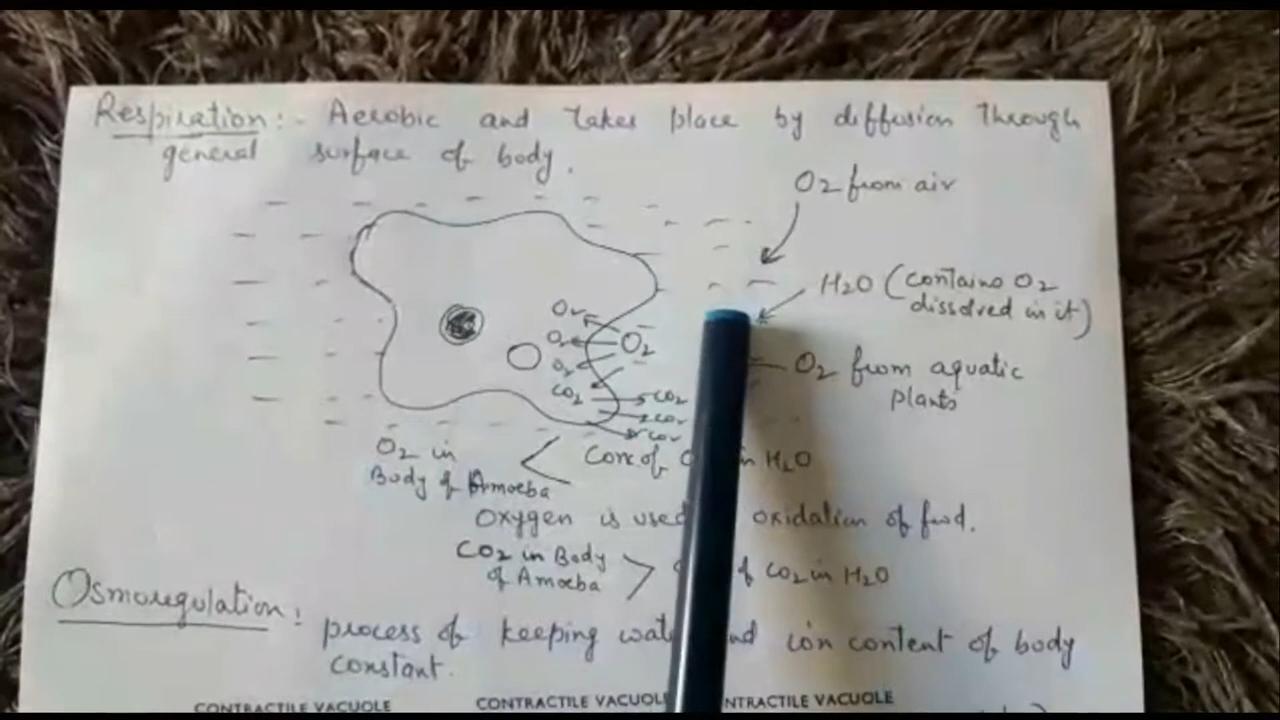 Respiration:- Aerobic and takes place by diffusion through
general surface of body.
O2 from air
H2O (contains O2
dissolved in it)
O2
O2
O2
O2
CO2
CO2
CO2
CO2
O2 from aquatic
plants
O2 in
Body of Amoeba
< Conc of in H2O
Oxygen is used oxidation of food.
CO2 in Body
of Amoeba
> of CO2 in H2O
Osmoregulation:
process of keeping and ion content of body
constant.
CONTRACTILE VACUOLE
CONTRACTILE VACUOLE
VACUOLE